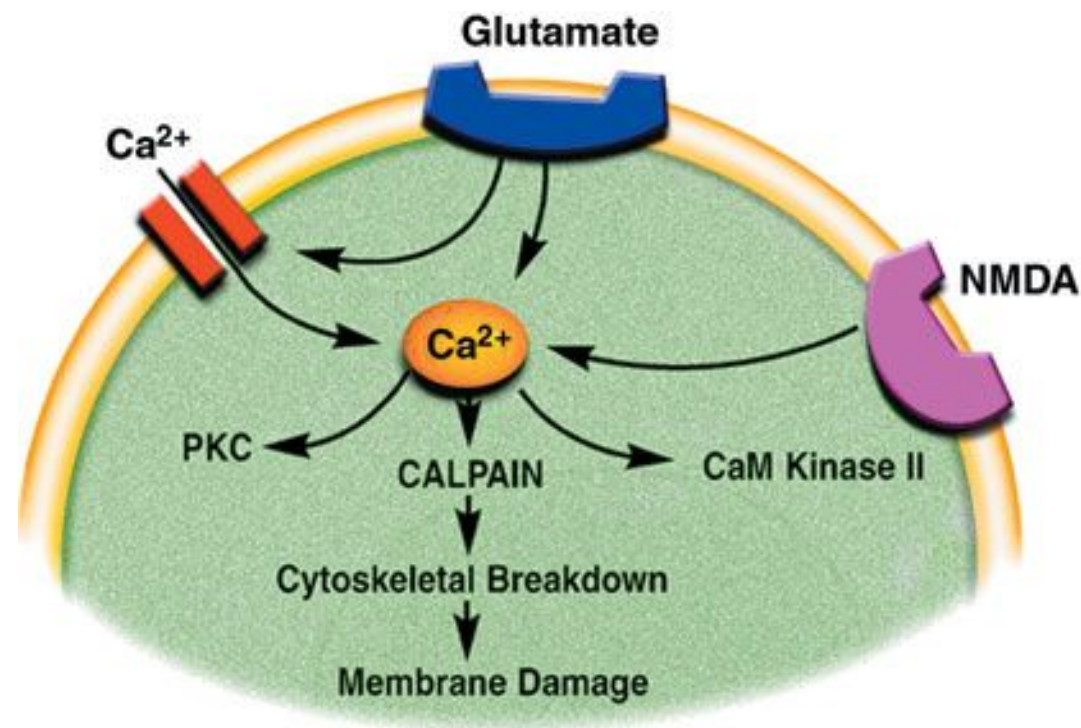 Glutamate
Ca²⁺
NMDA
Ca²⁺
PKC
CALPAIN
CaM Kinase II
Cytoskeletal Breakdown
Membrane Damage